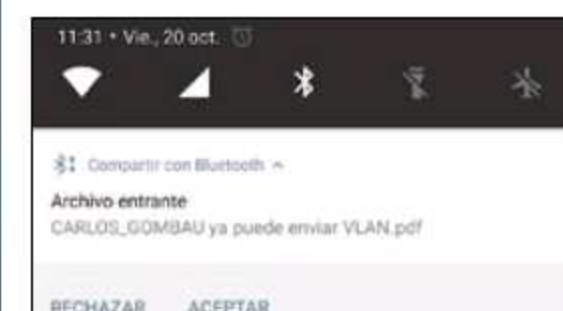 11:31 • Vie., 20 oct.
Compartir con Bluetooth
Archivo entrante
CARLOS_GOMBAU ya puede enviar VLAN.pdf
RECHAZAR ACEPTAR